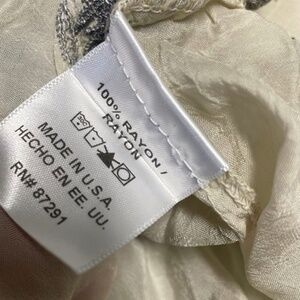 100% RAYON /
RAYON
MADE IN U.S.A.
HECHO EN EE. UU.
RN# 87291